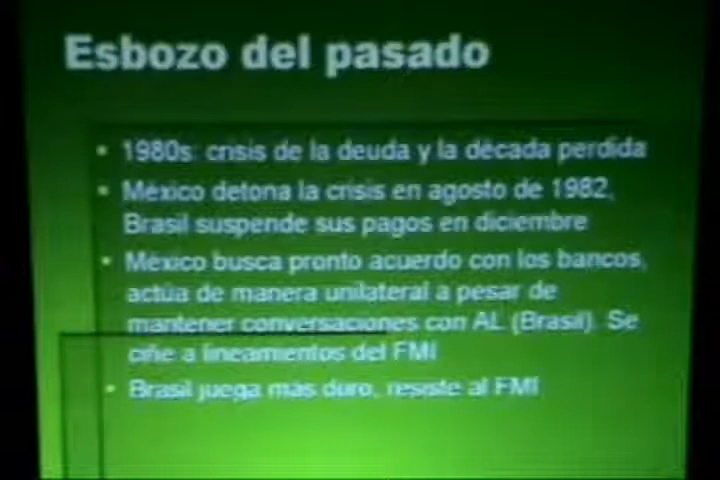 Esbozo del pasado
1980s: crisis de la deuda y la década perdida
México detona la crisis en agosto de 1982,
Brasil suspende sus pagos en diciembre
México busca pronto acuerdo con los bancos,
actúa de manera unilateral a pesar de
mantener conversaciones con AL (Brasil). Se
ciñe a lineamientos del FMI
Brasil juega más duro, resiste al FMI